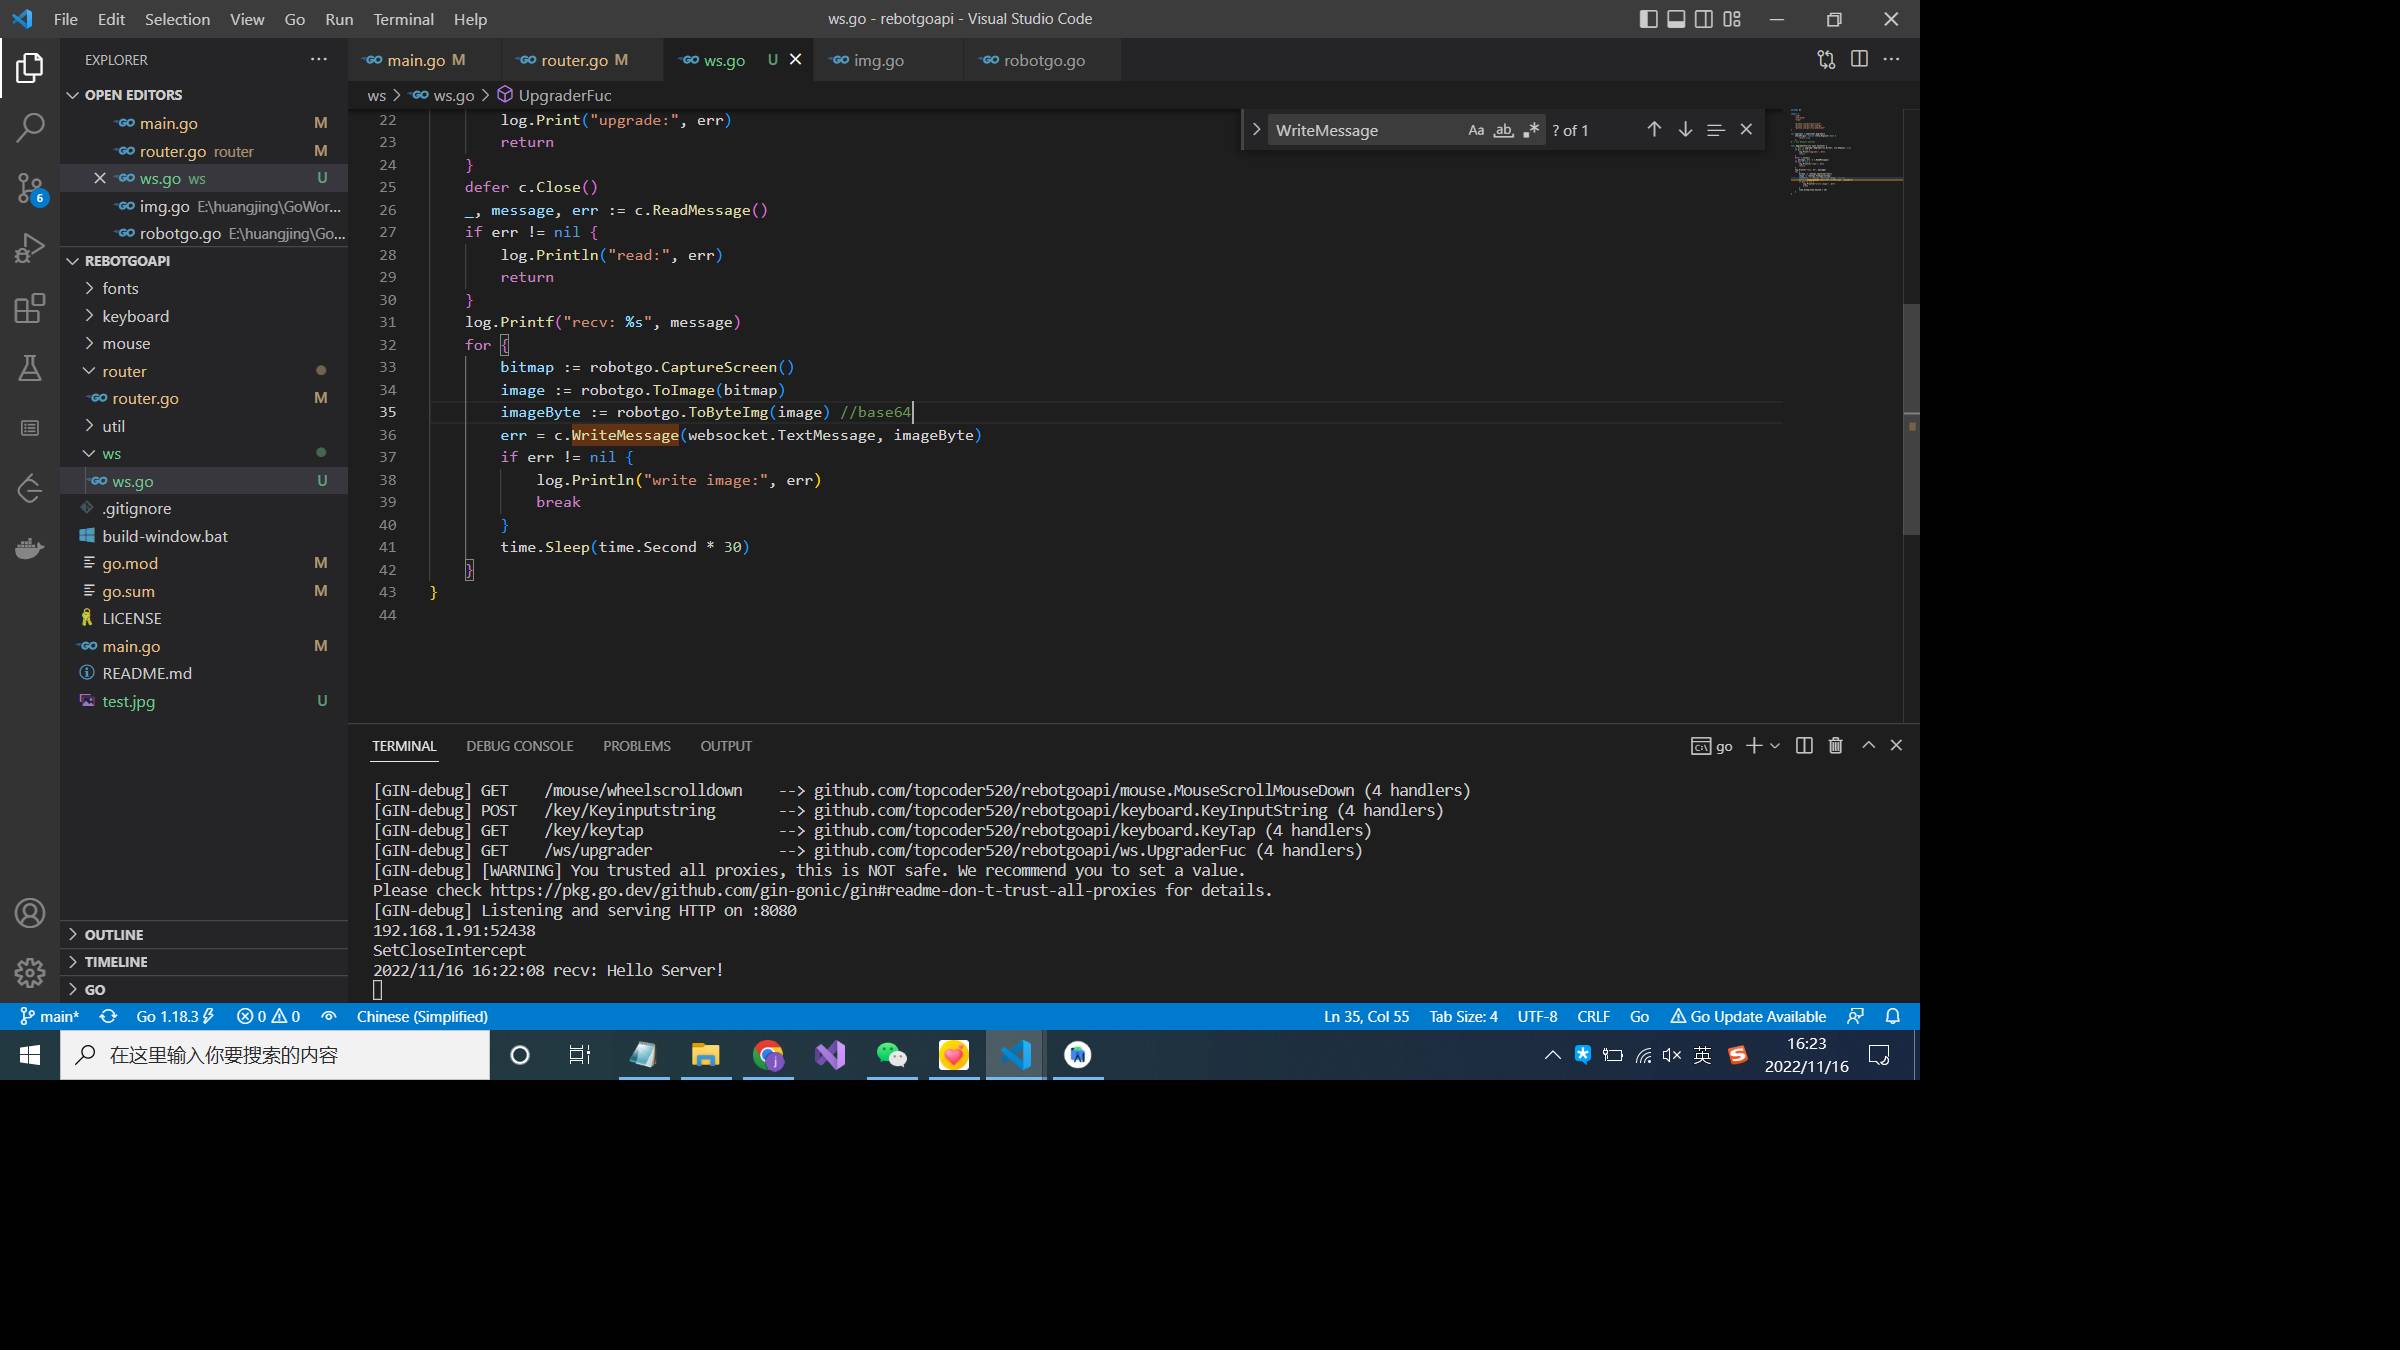 File Edit Selection View Go Run Terminal Help
ws.go - rebotgoapi - Visual Studio Code
EXPLORER
OPEN EDITORS
main.go M
router.go router M
ws.go ws U
img.go E:\huangjing\GoWor...
robotgo.go E:\huangjing\Go...
REBOTGOAPI
fonts
keyboard
mouse
router
router.go M
util
ws
ws.go U
.gitignore
build-window.bat
go.mod M
go.sum M
LICENSE
main.go M
README.md
test.jpg U
OUTLINE
TIMELINE
GO
6
main.go M router.go M ws.go U img.go robotgo.go
ws > ws.go > UpgraderFuc
WriteMessage Aa ab ? of 1
22 log.Print("upgrade:", err)
23 return
24 }
25 defer c.Close()
26 _, message, err := c.ReadMessage()
27 if err != nil {
28 log.Println("read:", err)
29 return
30 }
31 log.Printf("recv: %s", message)
32 for {
33 bitmap := robotgo.CaptureScreen()
34 image := robotgo.ToImage(bitmap)
35 imageByte := robotgo.ToByteImg(image) //base64
36 err = c.WriteMessage(websocket.TextMessage, imageByte)
37 if err != nil {
38 log.Println("write image:", err)
39 break
40 }
41 time.Sleep(time.Second * 30)
42 }
43 }
44
TERMINAL DEBUG CONSOLE PROBLEMS OUTPUT
go
[GIN-debug] GET /mouse/wheelscrolldown --> github.com/topcoder520/rebotgoapi/mouse.MouseScrollMouseDown (4 handlers)
[GIN-debug] POST /key/Keyinputstring --> github.com/topcoder520/rebotgoapi/keyboard.KeyInputString (4 handlers)
[GIN-debug] GET /key/keytap --> github.com/topcoder520/rebotgoapi/keyboard.KeyTap (4 handlers)
[GIN-debug] GET /ws/upgrader --> github.com/topcoder520/rebotgoapi/ws.UpgraderFuc (4 handlers)
[GIN-debug] [WARNING] You trusted all proxies, this is NOT safe. We recommend you to set a value.
Please check https://pkg.go.dev/github.com/gin-gonic/gin#readme-don-t-trust-all-proxies for details.
[GIN-debug] Listening and serving HTTP on :8080
192.168.1.91:52438
SetCloseIntercept
2022/11/16 16:22:08 recv: Hello Server!
main* Go 1.18.3 0 0 Chinese (Simplified) Ln 35, Col 55 Tab Size: 4 UTF-8 CRLF Go Go Update Available
在这里输入你要搜索的内容
英
16:23
2022/11/16